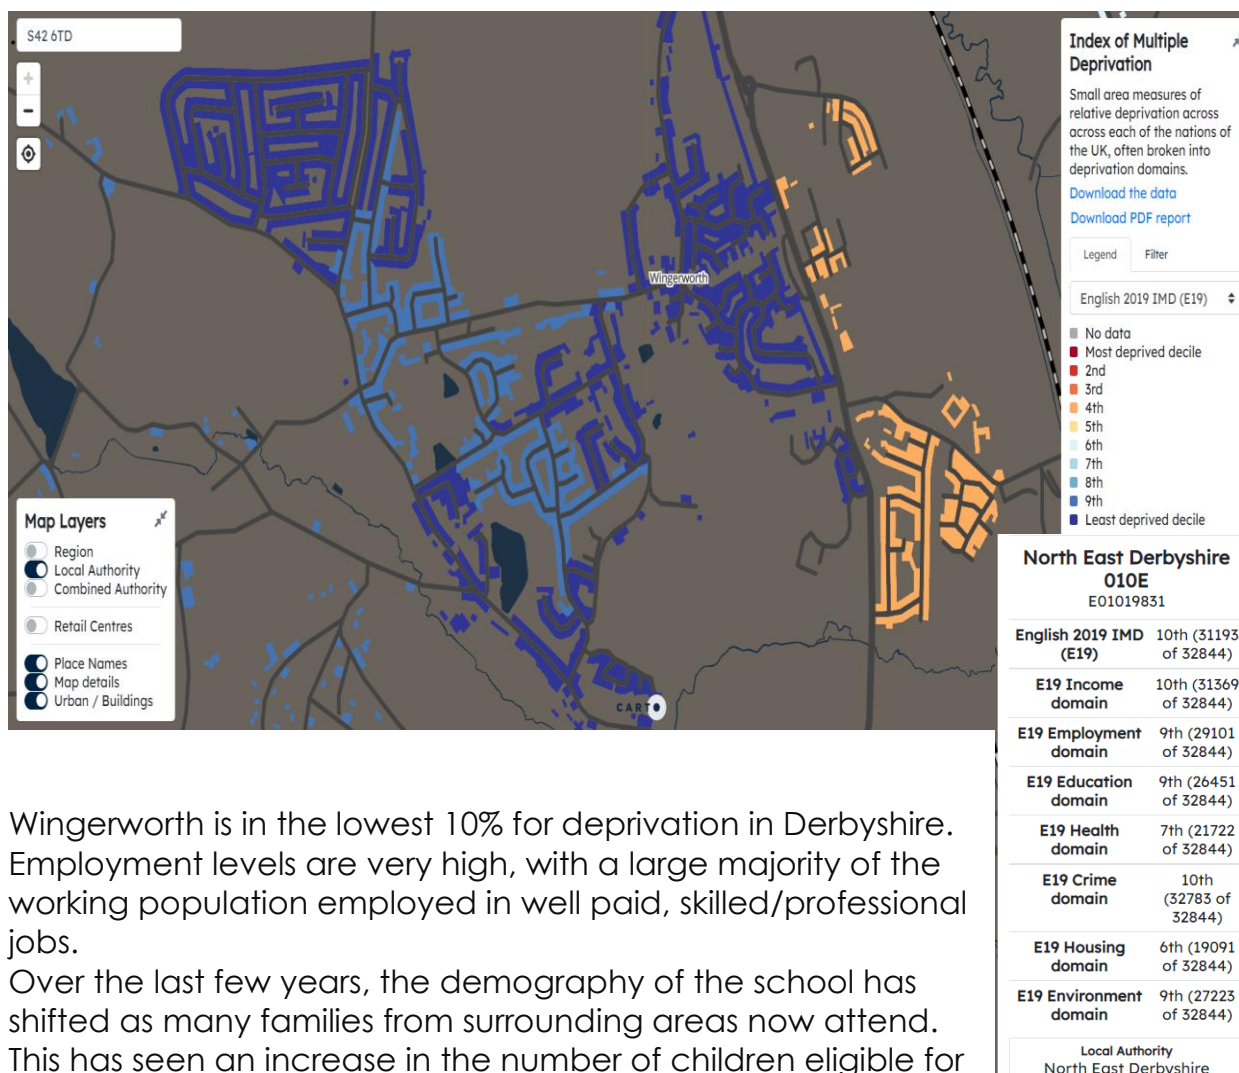 S42 6TD
+
-
Wingerworth
CARTO
Index of Multiple
Deprivation
Small area measures of
relative deprivation across
across each of the nations of
the UK, often broken into
deprivation domains.
Download the data
Download PDF report
Legend Filter
English 2019 IMD (E19)
No data
Most deprived decile
2nd
3rd
4th
5th
6th
7th
8th
9th
Least deprived decile
Map Layers
Region
Local Authority
Combined Authority
Retail Centres
Place Names
Map details
Urban / Buildings
North East Derbyshire
010E
E01019831
English 2019 IMD 10th (31193
(E19) of 32844)
E19 Income 10th (31369
domain of 32844)
E19 Employment 9th (29101
domain of 32844)
E19 Education 9th (26451
domain of 32844)
E19 Health 7th (21722
domain of 32844)
E19 Crime 10th
domain (32783 of
32844)
E19 Housing 6th (19091
domain of 32844)
E19 Environment 9th (27223
domain of 32844)
Local Authority
North East Derbyshire
Wingerworth is in the lowest 10% for deprivation in Derbyshire.
Employment levels are very high, with a large majority of the
working population employed in well paid, skilled/professional
jobs.
Over the last few years, the demography of the school has
shifted as many families from surrounding areas now attend.
This has seen an increase in the number of children eligible for